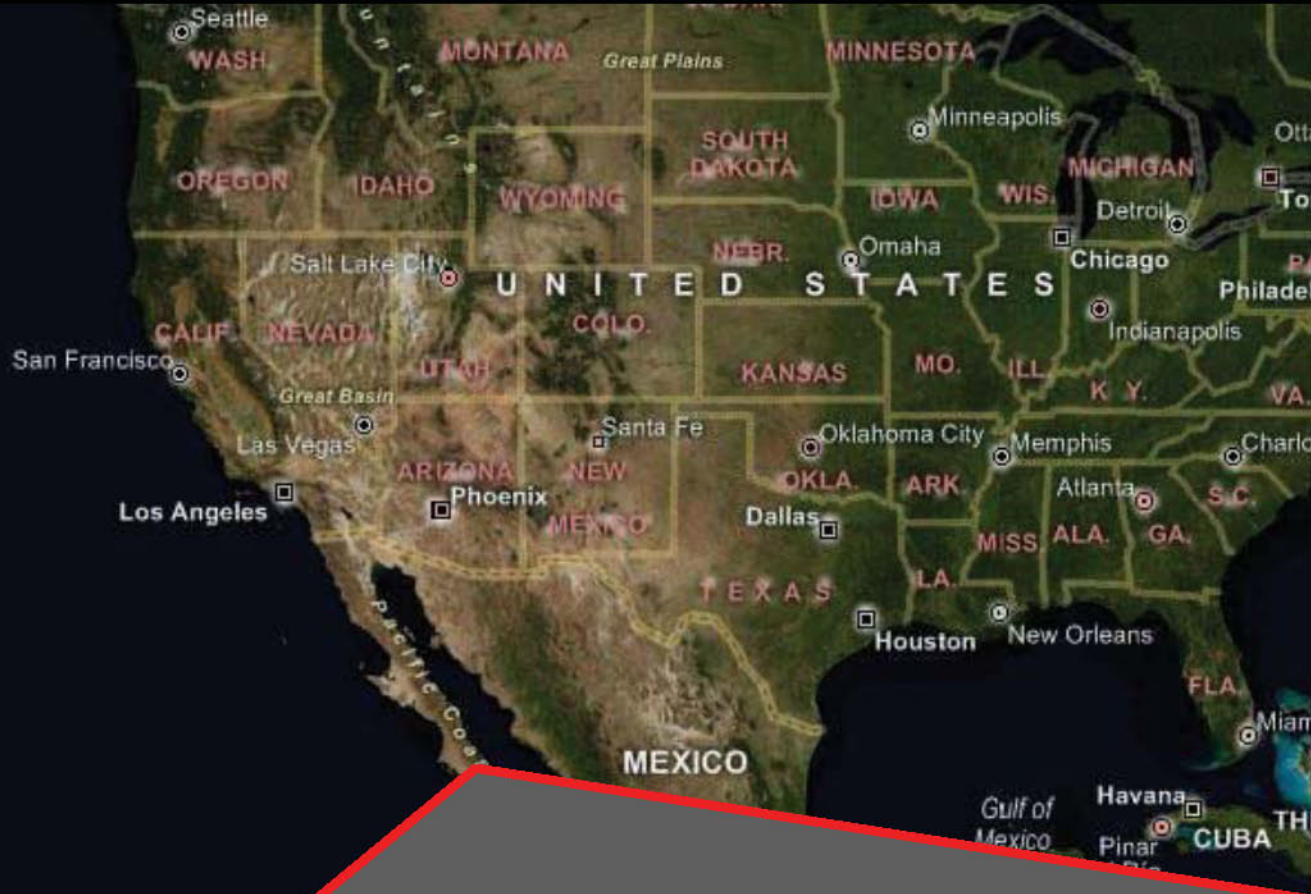 Seattle
WASH
MONTANA
Great Plains
MINNESOTA
Minneapolis
SOUTH
DAKOTA
OREGON
IDAHO
WYOMING
IOWA
WIS.
MICHIGAN
Detroit
To
NEBR.
Omaha
Chicago
Salt Lake City
UNITED STATES
Philadel
COLO.
Indianapolis
CALIF
NEVADA
San Francisco
UTAH
KANSAS
MO.
ILL.
KY.
VA.
Great Basin
Las Vegas
Santa Fe
Oklahoma City
Memphis
Charlo
ARIZONA
NEW
MEXICO
OKLA.
ARK.
Atlanta
S.C.
Phoenix
Los Angeles
Dallas
MISS.
ALA.
GA.
TEXAS
LA.
Houston
New Orleans
Pacific Coa
FLA.
Miam
MEXICO
Gulf of
Mexico
Havana
Pinar
CUBA
TH